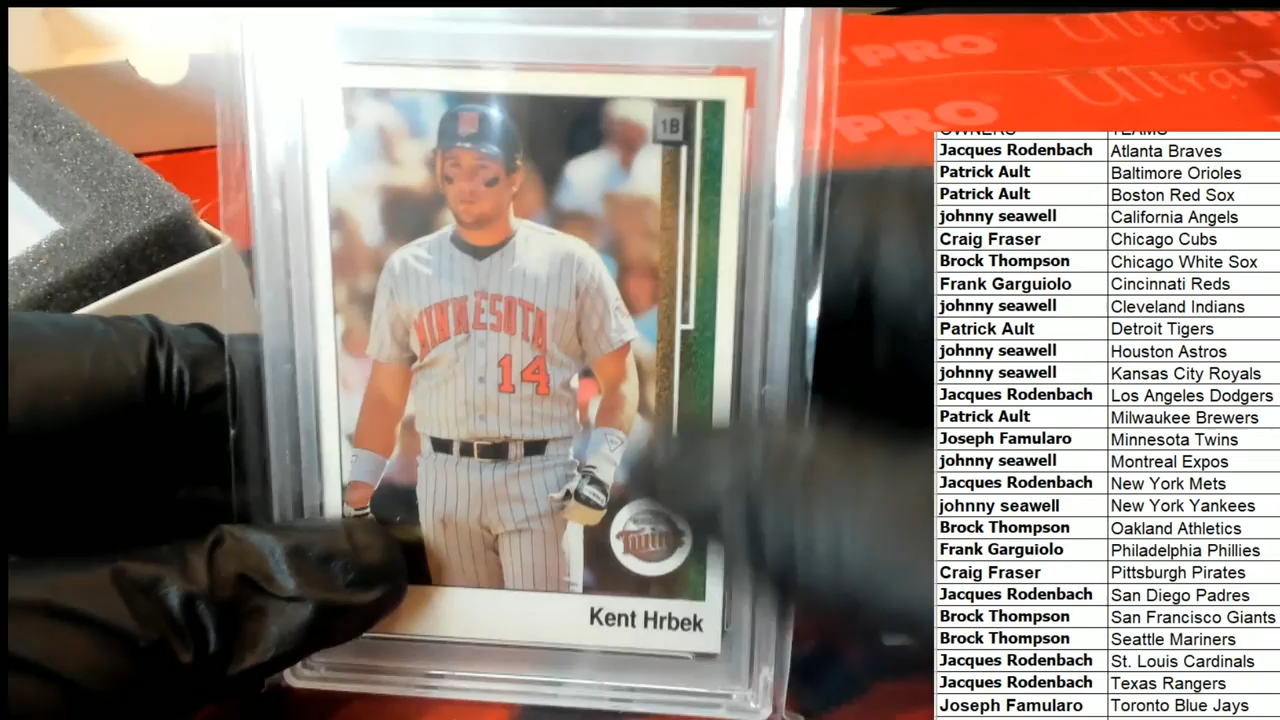 PRO
Ultra
PRO
Ultra
1B
MINNESOTA
14
Twins
Kent Hrbek
OWNERS TEAMS
Jacques Rodenbach Atlanta Braves
Patrick Ault Baltimore Orioles
Patrick Ault Boston Red Sox
johnny seawell California Angels
Craig Fraser Chicago Cubs
Brock Thompson Chicago White Sox
Frank Garguiolo Cincinnati Reds
johnny seawell Cleveland Indians
Patrick Ault Detroit Tigers
johnny seawell Houston Astros
johnny seawell Kansas City Royals
Jacques Rodenbach Los Angeles Dodgers
Patrick Ault Milwaukee Brewers
Joseph Famularo Minnesota Twins
johnny seawell Montreal Expos
Jacques Rodenbach New York Mets
johnny seawell New York Yankees
Brock Thompson Oakland Athletics
Frank Garguiolo Philadelphia Phillies
Craig Fraser Pittsburgh Pirates
Jacques Rodenbach San Diego Padres
Brock Thompson San Francisco Giants
Brock Thompson Seattle Mariners
Jacques Rodenbach St. Louis Cardinals
Jacques Rodenbach Texas Rangers
Joseph Famularo Toronto Blue Jays